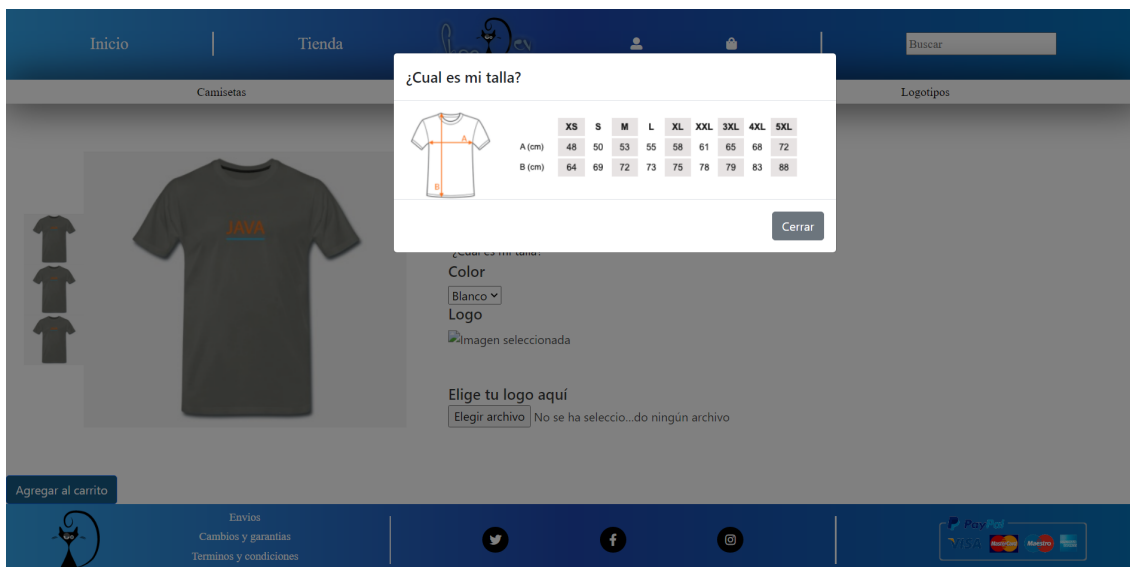 Inicio
Tienda
Buscar
¿Cual es mi talla?
Camisetas
Logotipos
XS S M L XL XXL 3XL 4XL 5XL
A (cm) 48 50 53 55 58 61 65 68 72
B (cm) 64 69 72 73 75 78 79 83 88
A
B
Cerrar
JAVA
¿Cual es mi talla?
Color
Blanco
Logo
Imagen seleccionada
Elige tu logo aquí
Elegir archivo No se ha seleccio...do ningún archivo
Agregar al carrito
Envios
Cambios y garantias
Terminos y condiciones
PayPal
VISA MasterCard Maestro